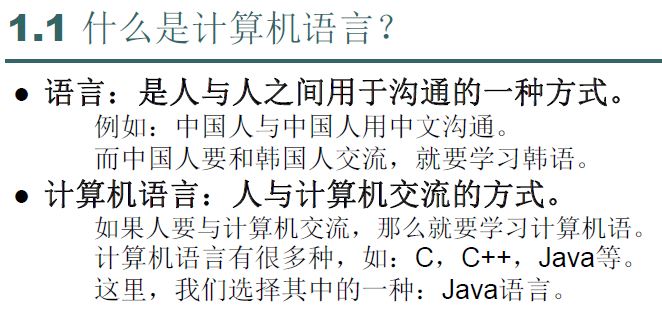 1.1 什么是计算机语言？
● 语言：是人与人之间用于沟通的一种方式。
例如：中国人与中国人用中文沟通。
而中国人要和韩国人交流，就要学习韩语。
● 计算机语言：人与计算机交流的方式。
如果人要与计算机交流，那么就要学习计算机语。
计算机语言有很多种，如：C，C++，Java等。
这里，我们选择其中的一种：Java语言。